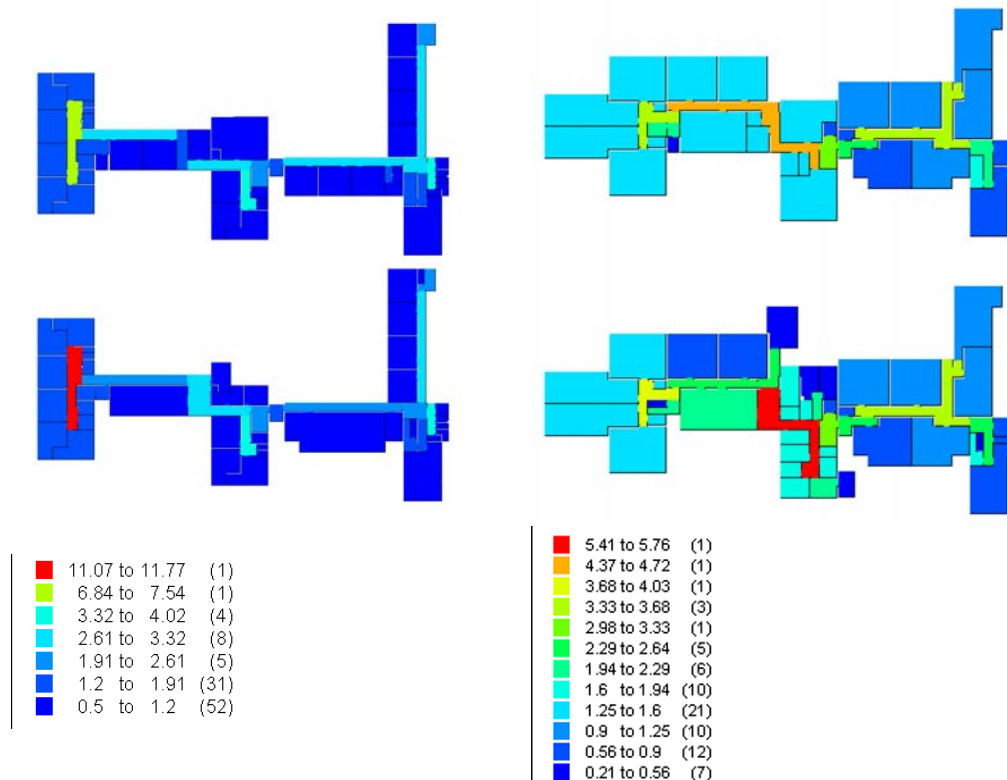 11.07 to 11.77 (1)
6.84 to 7.54 (1)
3.32 to 4.02 (4)
2.61 to 3.32 (8)
1.91 to 2.61 (5)
1.2 to 1.91 (31)
0.5 to 1.2 (52)
5.41 to 5.76 (1)
4.37 to 4.72 (1)
3.68 to 4.03 (1)
3.33 to 3.68 (3)
2.98 to 3.33 (1)
2.29 to 2.64 (5)
1.94 to 2.29 (6)
1.6 to 1.94 (10)
1.25 to 1.6 (21)
0.9 to 1.25 (10)
0.56 to 0.9 (12)
0.21 to 0.56 (7)